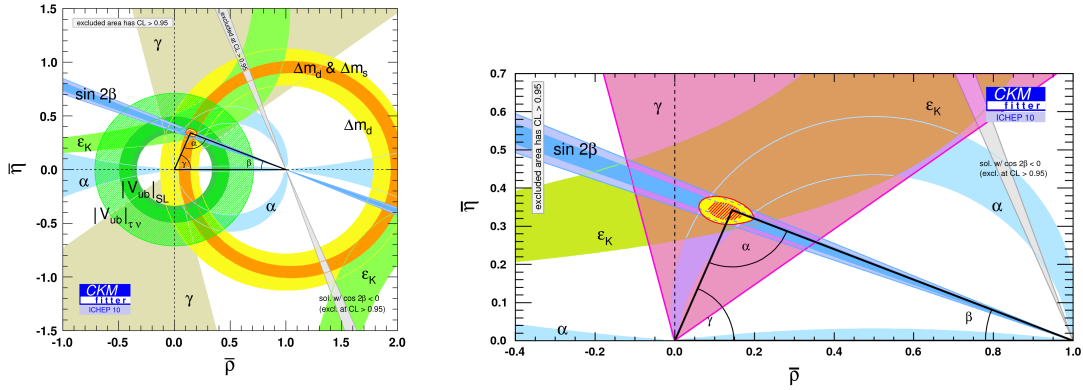 excluded area has CL > 0.95
γ
excluded at CL > 0.95
Δm_d & Δm_s
sin 2β
Δm_d
ε_K
α
α
β
γ
α
|V_ub|_SL
|V_ub|_τν
ε_K
γ
CKM
fitter
ICHEP 10
sol. w/ cos 2β < 0
(excl. at CL > 0.95)
1.5
1.0
0.5
0.0
-0.5
-1.0
-1.5
-1.0
-0.5
0.0
0.5
1.0
1.5
2.0
ρ̅
η̅
excluded area has CL > 0.95
γ
ε_K
CKM
fitter
ICHEP 10
sin 2β
sol. w/ cos 2β < 0
(excl. at CL > 0.95)
α
ε_K
α
γ
β
α
0.7
0.6
0.5
0.4
0.3
0.2
0.1
0.0
-0.4
-0.2
0.0
0.2
0.4
0.6
0.8
1.0
ρ̅
η̅